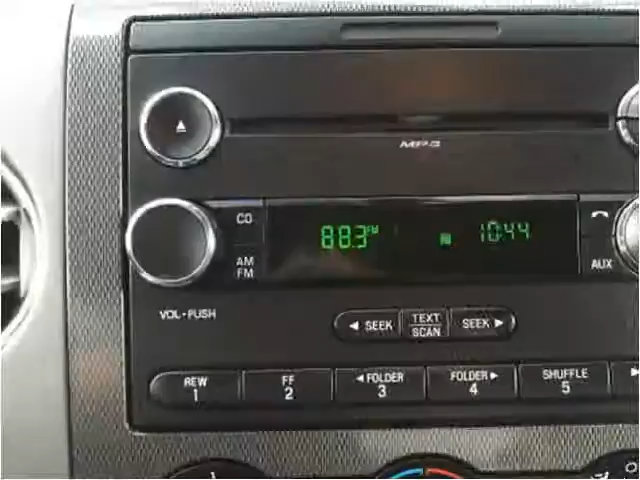 MP3
CD
88.3 FM
10:44
AM
FM
AUX
VOL-PUSH
◄ SEEK
TEXT
SCAN
SEEK ►
REW
1
FF
2
◄ FOLDER
3
FOLDER ►
4
SHUFFLE
5